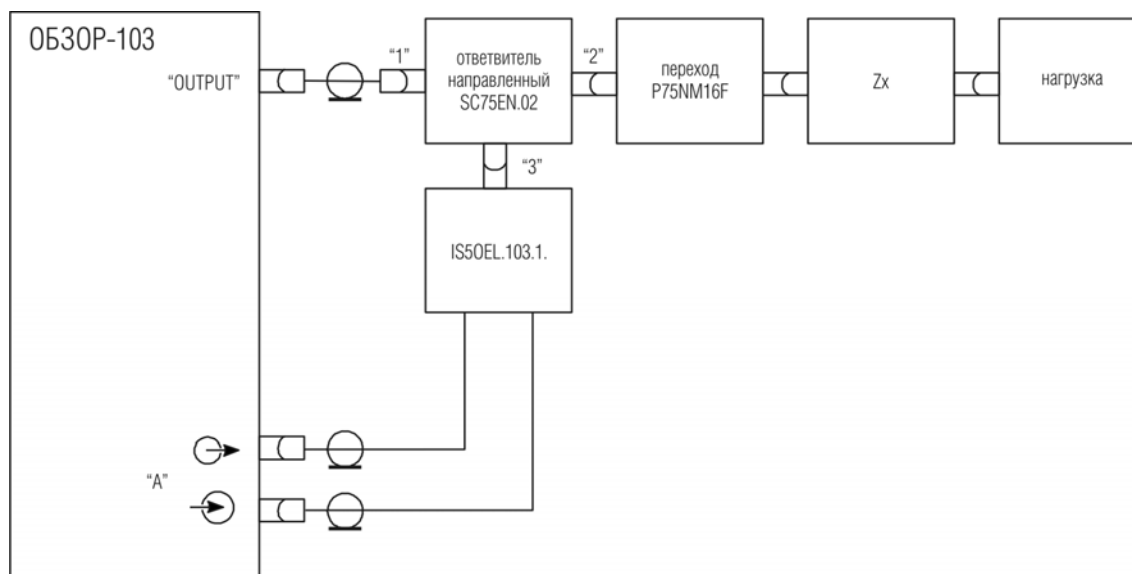 ОБЗОР-103
"OUTPUT"
"1"
ответвитель
направленный
SC75EN.02
"2"
переход
P75NM16F
Zx
нагрузка
"3"
IS50EL.103.1.
"A"